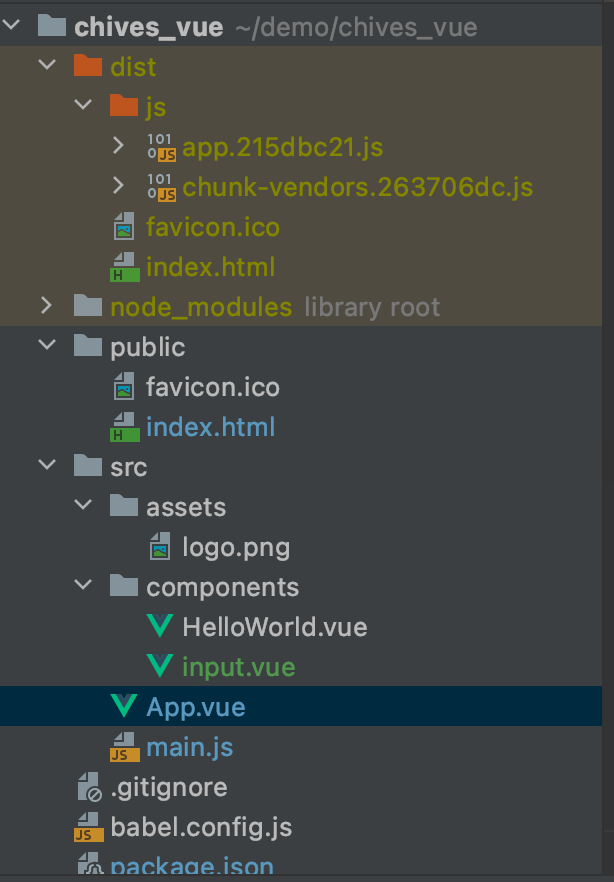 chives_vue ~/demo/chives_vue
dist
js
app.215dbc21.js
chunk-vendors.263706dc.js
favicon.ico
index.html
node_modules library root
public
favicon.ico
index.html
src
assets
logo.png
components
HelloWorld.vue
input.vue
App.vue
main.js
.gitignore
babel.config.js
package.json